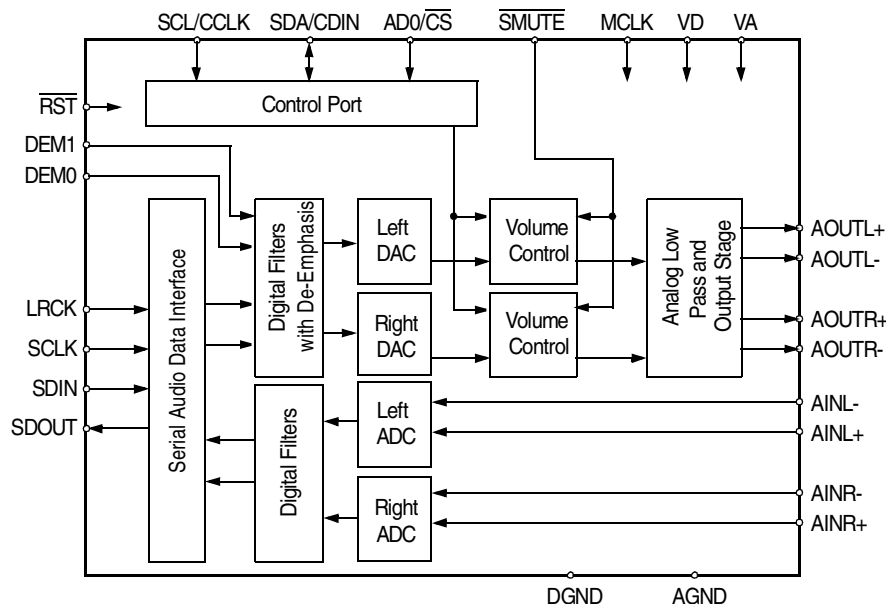 SCL/CCLK SDA/CDIN AD0/CS SMUTE MCLK VD VA
RST
Control Port
DEM1
DEM0
LRCK
SCLK
SDIN
SDOUT
Serial Audio Data Interface
Digital Filters
with De-Emphasis
Left
DAC
Right
DAC
Volume
Control
Volume
Control
Analog Low
Pass and
Output Stage
AOUTL+
AOUTL-
AOUTR+
AOUTR-
Digital Filters
Left
ADC
Right
ADC
AINL-
AINL+
AINR-
AINR+
DGND AGND